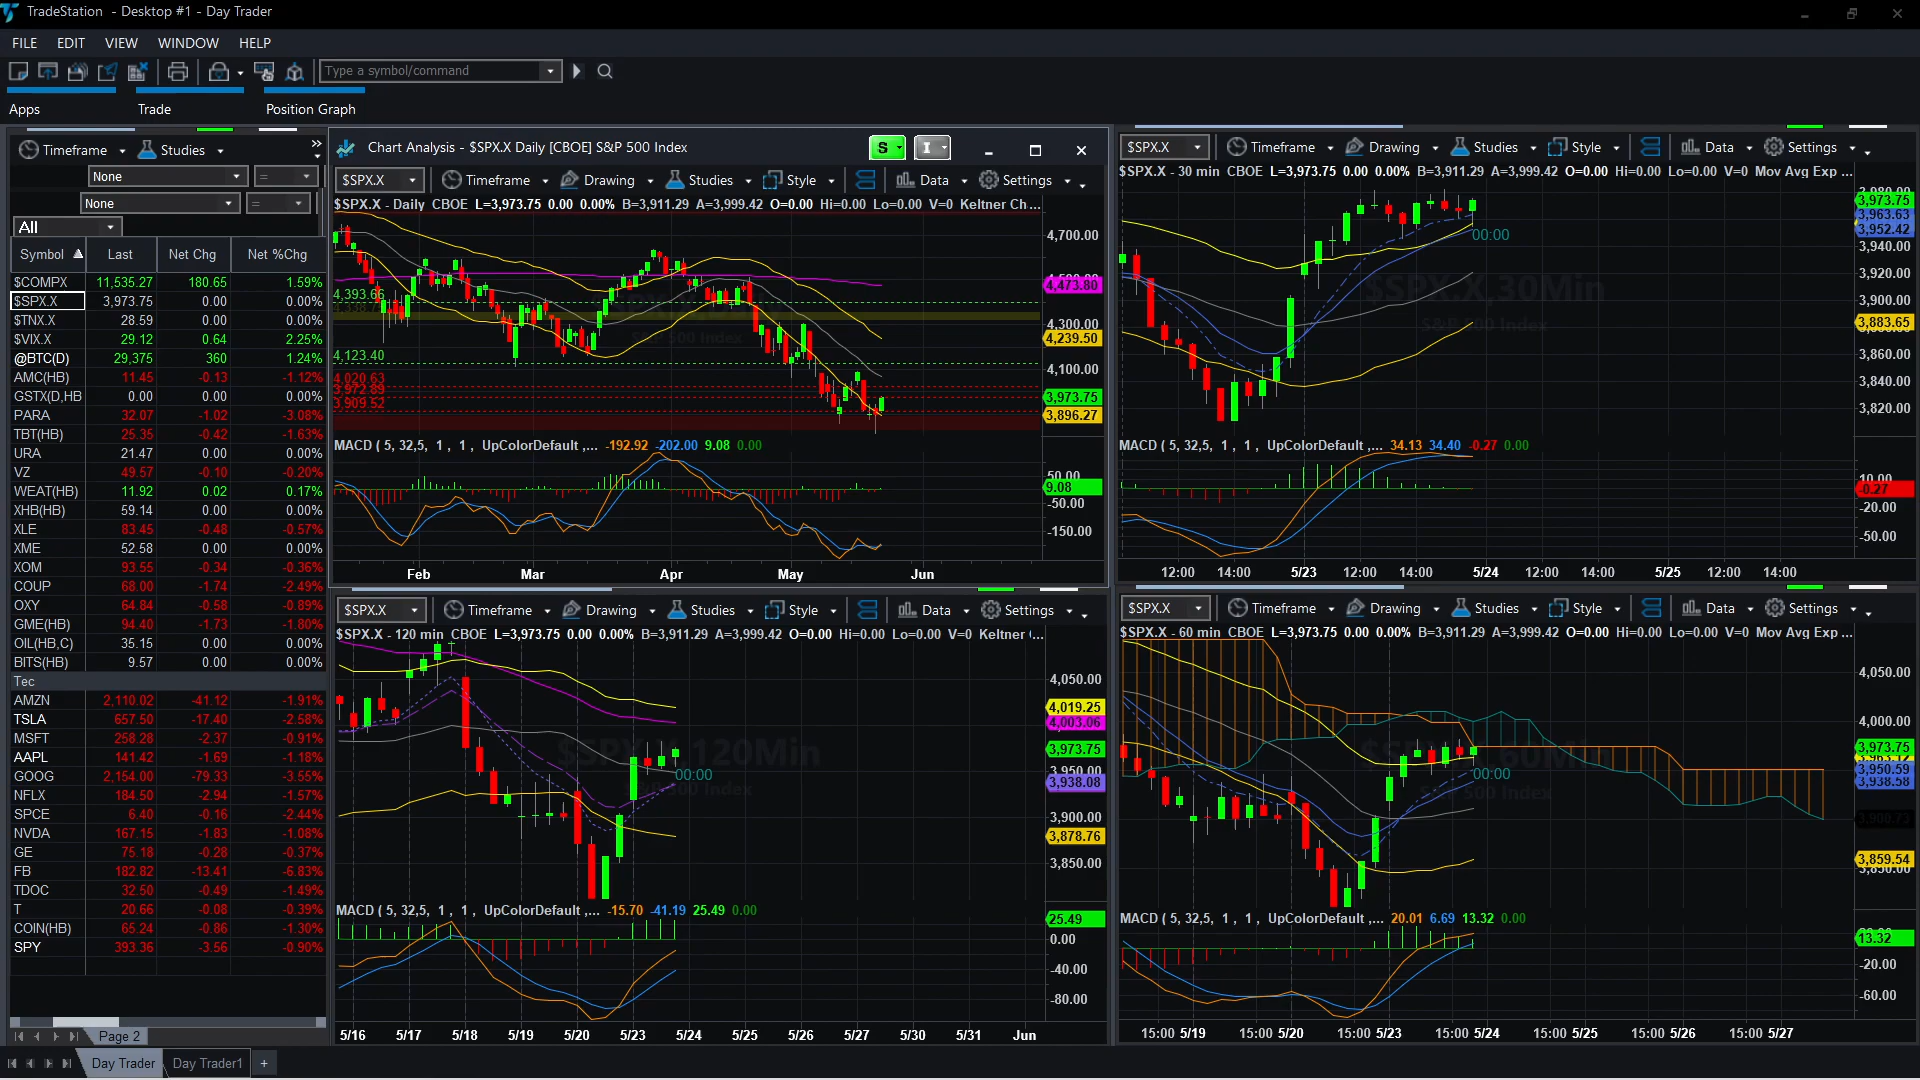 TradeStation - Desktop #1 - Day Trader
FILE EDIT VIEW WINDOW HELP
Type a symbol/command
Apps Trade Position Graph
Timeframe Studies
None =
None =
All
Symbol Last Net Chg Net %Chg
$COMPX 11,535.27 180.65 1.59%
$SPX.X 3,973.75 0.00 0.00%
$TNX.X 28.59 0.00 0.00%
$VIX.X 29.12 0.64 2.25%
@BTC(D) 29,375 360 1.24%
AMC(HB) 11.45 -0.13 -1.12%
GSTX(D,HB 0.00 0.00 0.00%
PARA 32.07 -1.02 -3.08%
TBT(HB) 25.35 -0.42 -1.63%
URA 21.47 0.00 0.00%
VZ 49.57 -0.10 -0.20%
WEAT(HB) 11.92 0.02 0.17%
XHB(HB) 59.14 0.00 0.00%
XLE 83.45 -0.48 -0.57%
XME 52.58 0.00 0.00%
XOM 93.55 -0.34 -0.36%
COUP 68.00 -1.74 -2.49%
OXY 64.84 -0.58 -0.89%
GME(HB) 94.40 -1.73 -1.80%
OIL(HB,C) 35.15 0.00 0.00%
BITS(HB) 9.57 0.00 0.00%
Tec
AMZN 2,110.02 -41.12 -1.91%
TSLA 657.50 -17.40 -2.58%
MSFT 258.28 -2.37 -0.91%
AAPL 141.42 -1.69 -1.18%
GOOG 2,154.00 -79.33 -3.55%
NFLX 184.50 -2.94 -1.57%
SPCE 6.40 -0.16 -2.44%
NVDA 167.15 -1.83 -1.08%
GE 75.18 -0.28 -0.37%
FB 182.82 -13.41 -6.83%
TDOC 32.50 -0.49 -1.49%
T 20.66 -0.08 -0.39%
COIN(HB) 65.24 -0.86 -1.30%
SPY 393.36 -3.56 -0.90%
Page 2
Day Trader Day Trader1 +
Chart Analysis - $SPX.X Daily [CBOE] S&P 500 Index
S I
$SPX.X Timeframe Drawing Studies Style Data Settings
$SPX.X - Daily CBOE L=3,973.75 0.00 0.00% B=3,911.29 A=3,999.42 O=0.00 Hi=0.00 Lo=0.00 V=0 Keltner Ch ...
4,700.00
4,473.80
4,393.66
4,300.00
4,239.50
4,123.40
4,100.00
4,020.63
3,972.89
3,973.75
3,909.52
3,896.27
MACD ( 5, 32,5, 1 , 1 , UpColorDefault ,... -192.92 -202.00 9.08 0.00
50.00
9.08
-50.00
-150.00
Feb Mar Apr May Jun
$SPX.X Timeframe Drawing Studies Style Data Settings
$SPX.X - 30 min CBOE L=3,973.75 0.00 0.00% B=3,911.29 A=3,999.42 O=0.00 Hi=0.00 Lo=0.00 V=0 Mov Avg Exp ...
$SPX.X,30Min
S&P 500 Index
3,980.00
3,973.75
3,963.63
3,952.42
00:00
3,940.00
3,920.00
3,900.00
3,883.65
3,860.00
3,840.00
3,820.00
MACD ( 5, 32,5, 1 , 1 , UpColorDefault ,... 34.13 34.40 -0.27 0.00
10.00
-0.27
-20.00
-50.00
12:00 14:00 5/23 12:00 14:00 5/24 12:00 14:00 5/25 12:00 14:00
$SPX.X Timeframe Drawing Studies Style Data Settings
$SPX.X - 120 min CBOE L=3,973.75 0.00 0.00% B=3,911.29 A=3,999.42 O=0.00 Hi=0.00 Lo=0.00 V=0 Keltner (...
4,050.00
4,019.25
4,003.06
3,973.75
3,950.00
3,938.08
00:00
3,900.00
3,878.76
3,850.00
MACD ( 5, 32,5, 1 , 1 , UpColorDefault ,... -15.70 -41.19 25.49 0.00
25.49
0.00
-40.00
-80.00
5/16 5/17 5/18 5/19 5/20 5/23 5/24 5/25 5/26 5/27 5/30 5/31 Jun
$SPX.X Timeframe Drawing Studies Style Data Settings
$SPX.X - 60 min CBOE L=3,973.75 0.00 0.00% B=3,911.29 A=3,999.42 O=0.00 Hi=0.00 Lo=0.00 V=0 Mov Avg Exp ...
4,050.00
4,000.00
3,973.75
3,950.59
3,938.58
00:00
3,900.73
3,859.54
3,850.00
MACD ( 5, 32,5, 1 , 1 , UpColorDefault ,... 20.01 6.69 13.32 0.00
13.32
-20.00
-60.00
15:00 5/19 15:00 5/20 15:00 5/23 15:00 5/24 15:00 5/25 15:00 5/26 15:00 5/27